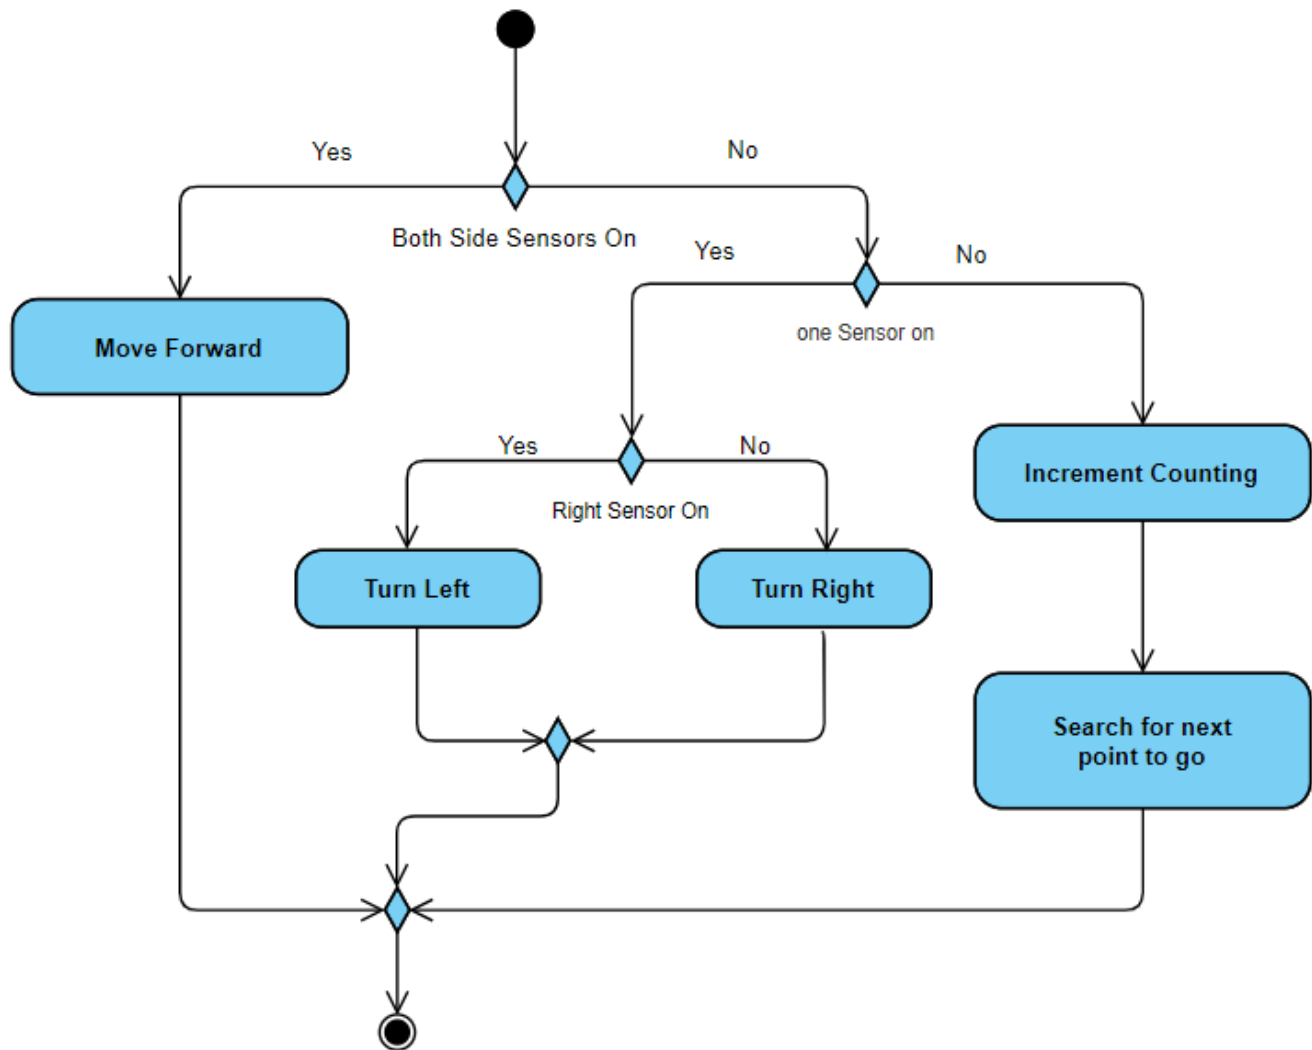 Yes
No
Both Side Sensors On
Yes
No
one Sensor on
Move Forward
Yes
No
Right Sensor On
Increment Counting
Turn Left
Turn Right
Search for next
point to go